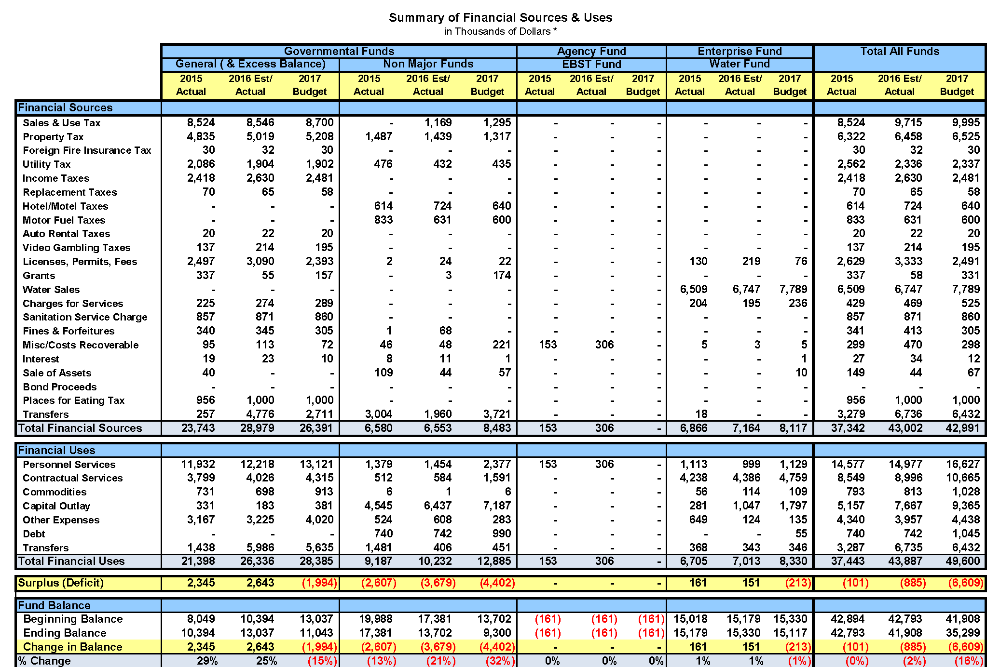 Summary of Financial Sources & Uses
in Thousands of Dollars *
Governmental Funds Agency Fund Enterprise Fund Total All Funds
General ( & Excess Balance) Non Major Funds EBST Fund Water Fund
2015 2016 Est/ 2017 2015 2016 Est/ 2017 2015 2016 Est/ 2017 2015 2016 Est/ 2017 2015 2016 Est/ 2017
Actual Actual Budget Actual Actual Budget Actual Actual Budget Actual Actual Budget Actual Actual Budget
Financial Sources
Sales & Use Tax 8,524 8,546 8,700 - 1,169 1,295 - - - - - - 8,524 9,715 9,995
Property Tax 4,835 5,019 5,208 1,487 1,439 1,317 - - - - - - 6,322 6,458 6,525
Foreign Fire Insurance Tax 30 32 30 - - - - - - - - - 30 32 30
Utility Tax 2,086 1,904 1,902 476 432 435 - - - - - - 2,562 2,336 2,337
Income Taxes 2,418 2,630 2,481 - - - - - - - - - 2,418 2,630 2,481
Replacement Taxes 70 65 58 - - - - - - - - - 70 65 58
Hotel/Motel Taxes - - - 614 724 640 - - - - - - 614 724 640
Motor Fuel Taxes - - - 833 631 600 - - - - - - 833 631 600
Auto Rental Taxes 20 22 20 - - - - - - - - - 20 22 20
Video Gambling Taxes 137 214 195 - - - - - - - - - 137 214 195
Licenses, Permits, Fees 2,497 3,090 2,393 2 24 22 - - - 130 219 76 2,629 3,333 2,491
Grants 337 55 157 - 3 174 - - - - - - 337 58 331
Water Sales - - - - - - - - - 6,509 6,747 7,789 6,509 6,747 7,789
Charges for Services 225 274 289 - - - - - - 204 195 236 429 469 525
Sanitation Service Charge 857 871 860 - - - - - - - - - 857 871 860
Fines & Forfeitures 340 345 305 1 68 - - - - - - - 341 413 305
Misc/Costs Recoverable 95 113 72 46 48 221 153 306 - 5 3 5 299 470 298
Interest 19 23 10 8 11 1 - - - - - 1 27 34 12
Sale of Assets 40 - - 109 44 57 - - - - - 10 149 44 67
Bond Proceeds - - - - - - - - - - - - - - -
Places for Eating Tax 956 1,000 1,000 - - - - - - - - - 956 1,000 1,000
Transfers 257 4,776 2,711 3,004 1,960 3,721 - - - 18 - - 3,279 6,736 6,432
Total Financial Sources 23,743 28,979 26,391 6,580 6,553 8,483 153 306 - 6,866 7,164 8,117 37,342 43,002 42,991
Financial Uses
Personnel Services 11,932 12,218 13,121 1,379 1,454 2,377 153 306 - 1,113 999 1,129 14,577 14,977 16,627
Contractual Services 3,799 4,026 4,315 512 584 1,591 - - - 4,238 4,386 4,759 8,549 8,996 10,665
Commodities 731 698 913 6 1 6 - - - 56 114 109 793 813 1,028
Capital Outlay 331 183 381 4,545 6,437 7,187 - - - 281 1,047 1,797 5,157 7,667 9,365
Other Expenses 3,167 3,225 4,020 524 608 283 - - - 649 124 135 4,340 3,957 4,438
Debt - - - 740 742 990 - - - - - 55 740 742 1,045
Transfers 1,438 5,986 5,635 1,481 406 451 - - - 368 343 346 3,287 6,735 6,432
Total Financial Uses 21,398 26,336 28,385 9,187 10,232 12,885 153 306 - 6,705 7,013 8,330 37,443 43,887 49,600
Surplus (Deficit) 2,345 2,643 (1,994) (2,607) (3,679) (4,402) - - - 161 151 (213) (101) (885) (6,609)
Fund Balance
Beginning Balance 8,049 10,394 13,037 19,988 17,381 13,702 (161) (161) (161) 15,018 15,179 15,330 42,894 42,793 41,908
Ending Balance 10,394 13,037 11,043 17,381 13,702 9,300 (161) (161) (161) 15,179 15,330 15,117 42,793 41,908 35,299
Change in Balance 2,345 2,643 (1,994) (2,607) (3,679) (4,402) - - - 161 151 (213) (101) (885) (6,609)
% Change 29% 25% (15%) (13%) (21%) (32%) 0% 0% 0% 1% 1% (1%) (0%) (2%) (16%)